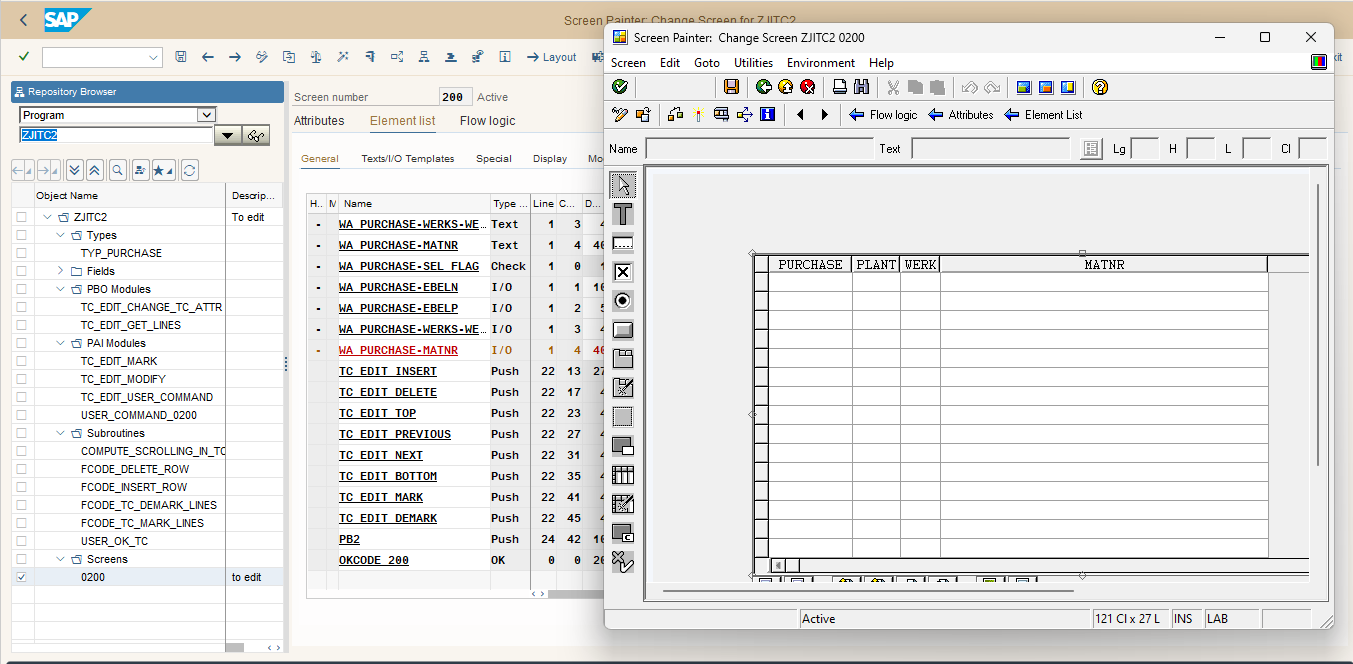 SAP
Screen Painter: Change Screen for ZJITC2
Layout
Repository Browser
Program
ZJITC2
Object Name Descrip...
ZJITC2 To edit
Types
TYP_PURCHASE
Fields
PBO Modules
TC_EDIT_CHANGE_TC_ATTR
TC_EDIT_GET_LINES
PAI Modules
TC_EDIT_MARK
TC_EDIT_MODIFY
TC_EDIT_USER_COMMAND
USER_COMMAND_0200
Subroutines
COMPUTE_SCROLLING_IN_TC
FCODE_DELETE_ROW
FCODE_INSERT_ROW
FCODE_TC_DEMARK_LINES
FCODE_TC_MARK_LINES
USER_OK_TC
Screens
0200 to edit
Screen number 200 Active
Attributes Element list Flow logic
General Texts/I/O Templates Special Display Mo
H.. M Name Type ... Line C... D...
- WA_PURCHASE-WERKS-WE... Text 1 3 4
- WA_PURCHASE-MATNR Text 1 4 40
- WA_PURCHASE-SEL_FLAG Check 1 0 1
- WA_PURCHASE-EBELN I/O 1 1 10
- WA_PURCHASE-EBELP I/O 1 2 5
- WA_PURCHASE-WERKS-WE... I/O 1 3 4
- WA_PURCHASE-MATNR I/O 1 4 40
TC_EDIT_INSERT Push 22 13 27
TC_EDIT_DELETE Push 22 17 4
TC_EDIT_TOP Push 22 23 4
TC_EDIT_PREVIOUS Push 22 27 4
TC_EDIT_NEXT Push 22 31 4
TC_EDIT_BOTTOM Push 22 35 4
TC_EDIT_MARK Push 22 41 4
TC_EDIT_DEMARK Push 22 45 4
PB2 Push 24 42 10
OKCODE_200 OK 0 0 20
Screen Painter: Change Screen ZJITC2 0200
Screen Edit Goto Utilities Environment Help
Flow logic Attributes Element List
Name Text Lg H L Cl
PURCHASE PLANT WERK MATNR
Active 121 Cl x 27 L INS LAB